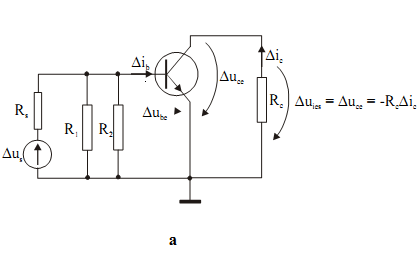 Δi_b
Δi_c
Δu_ce
R_s
R_1
R_2
Δu_be
R_c
Δu_ies = Δu_ce = -R_cΔi_c
Δu_s
a